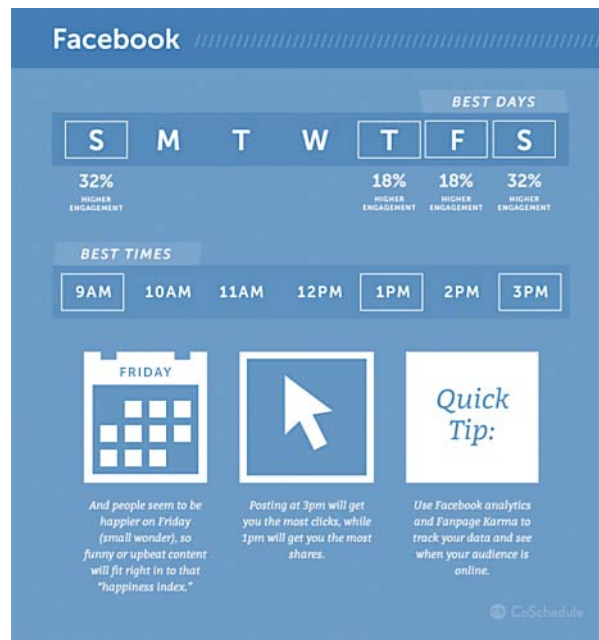 Facebook
BEST DAYS
S M T W T F S
32% 18% 18% 32%
HIGHER HIGHER HIGHER HIGHER
ENGAGEMENT ENGAGEMENT ENGAGEMENT ENGAGEMENT
BEST TIMES
9AM 10AM 11AM 12PM 1PM 2PM 3PM
FRIDAY
And people seem to be
happier on Friday
(small wonder), so
funny or upbeat content
will fit right in to that
"happiness index."
Posting at 3pm will get
you the most clicks, while
1pm will get you the most
shares.
Quick
Tip:
Use Facebook analytics
and Fanpage Karma to
track your data and see
when your audience is
online.
CoSchedule